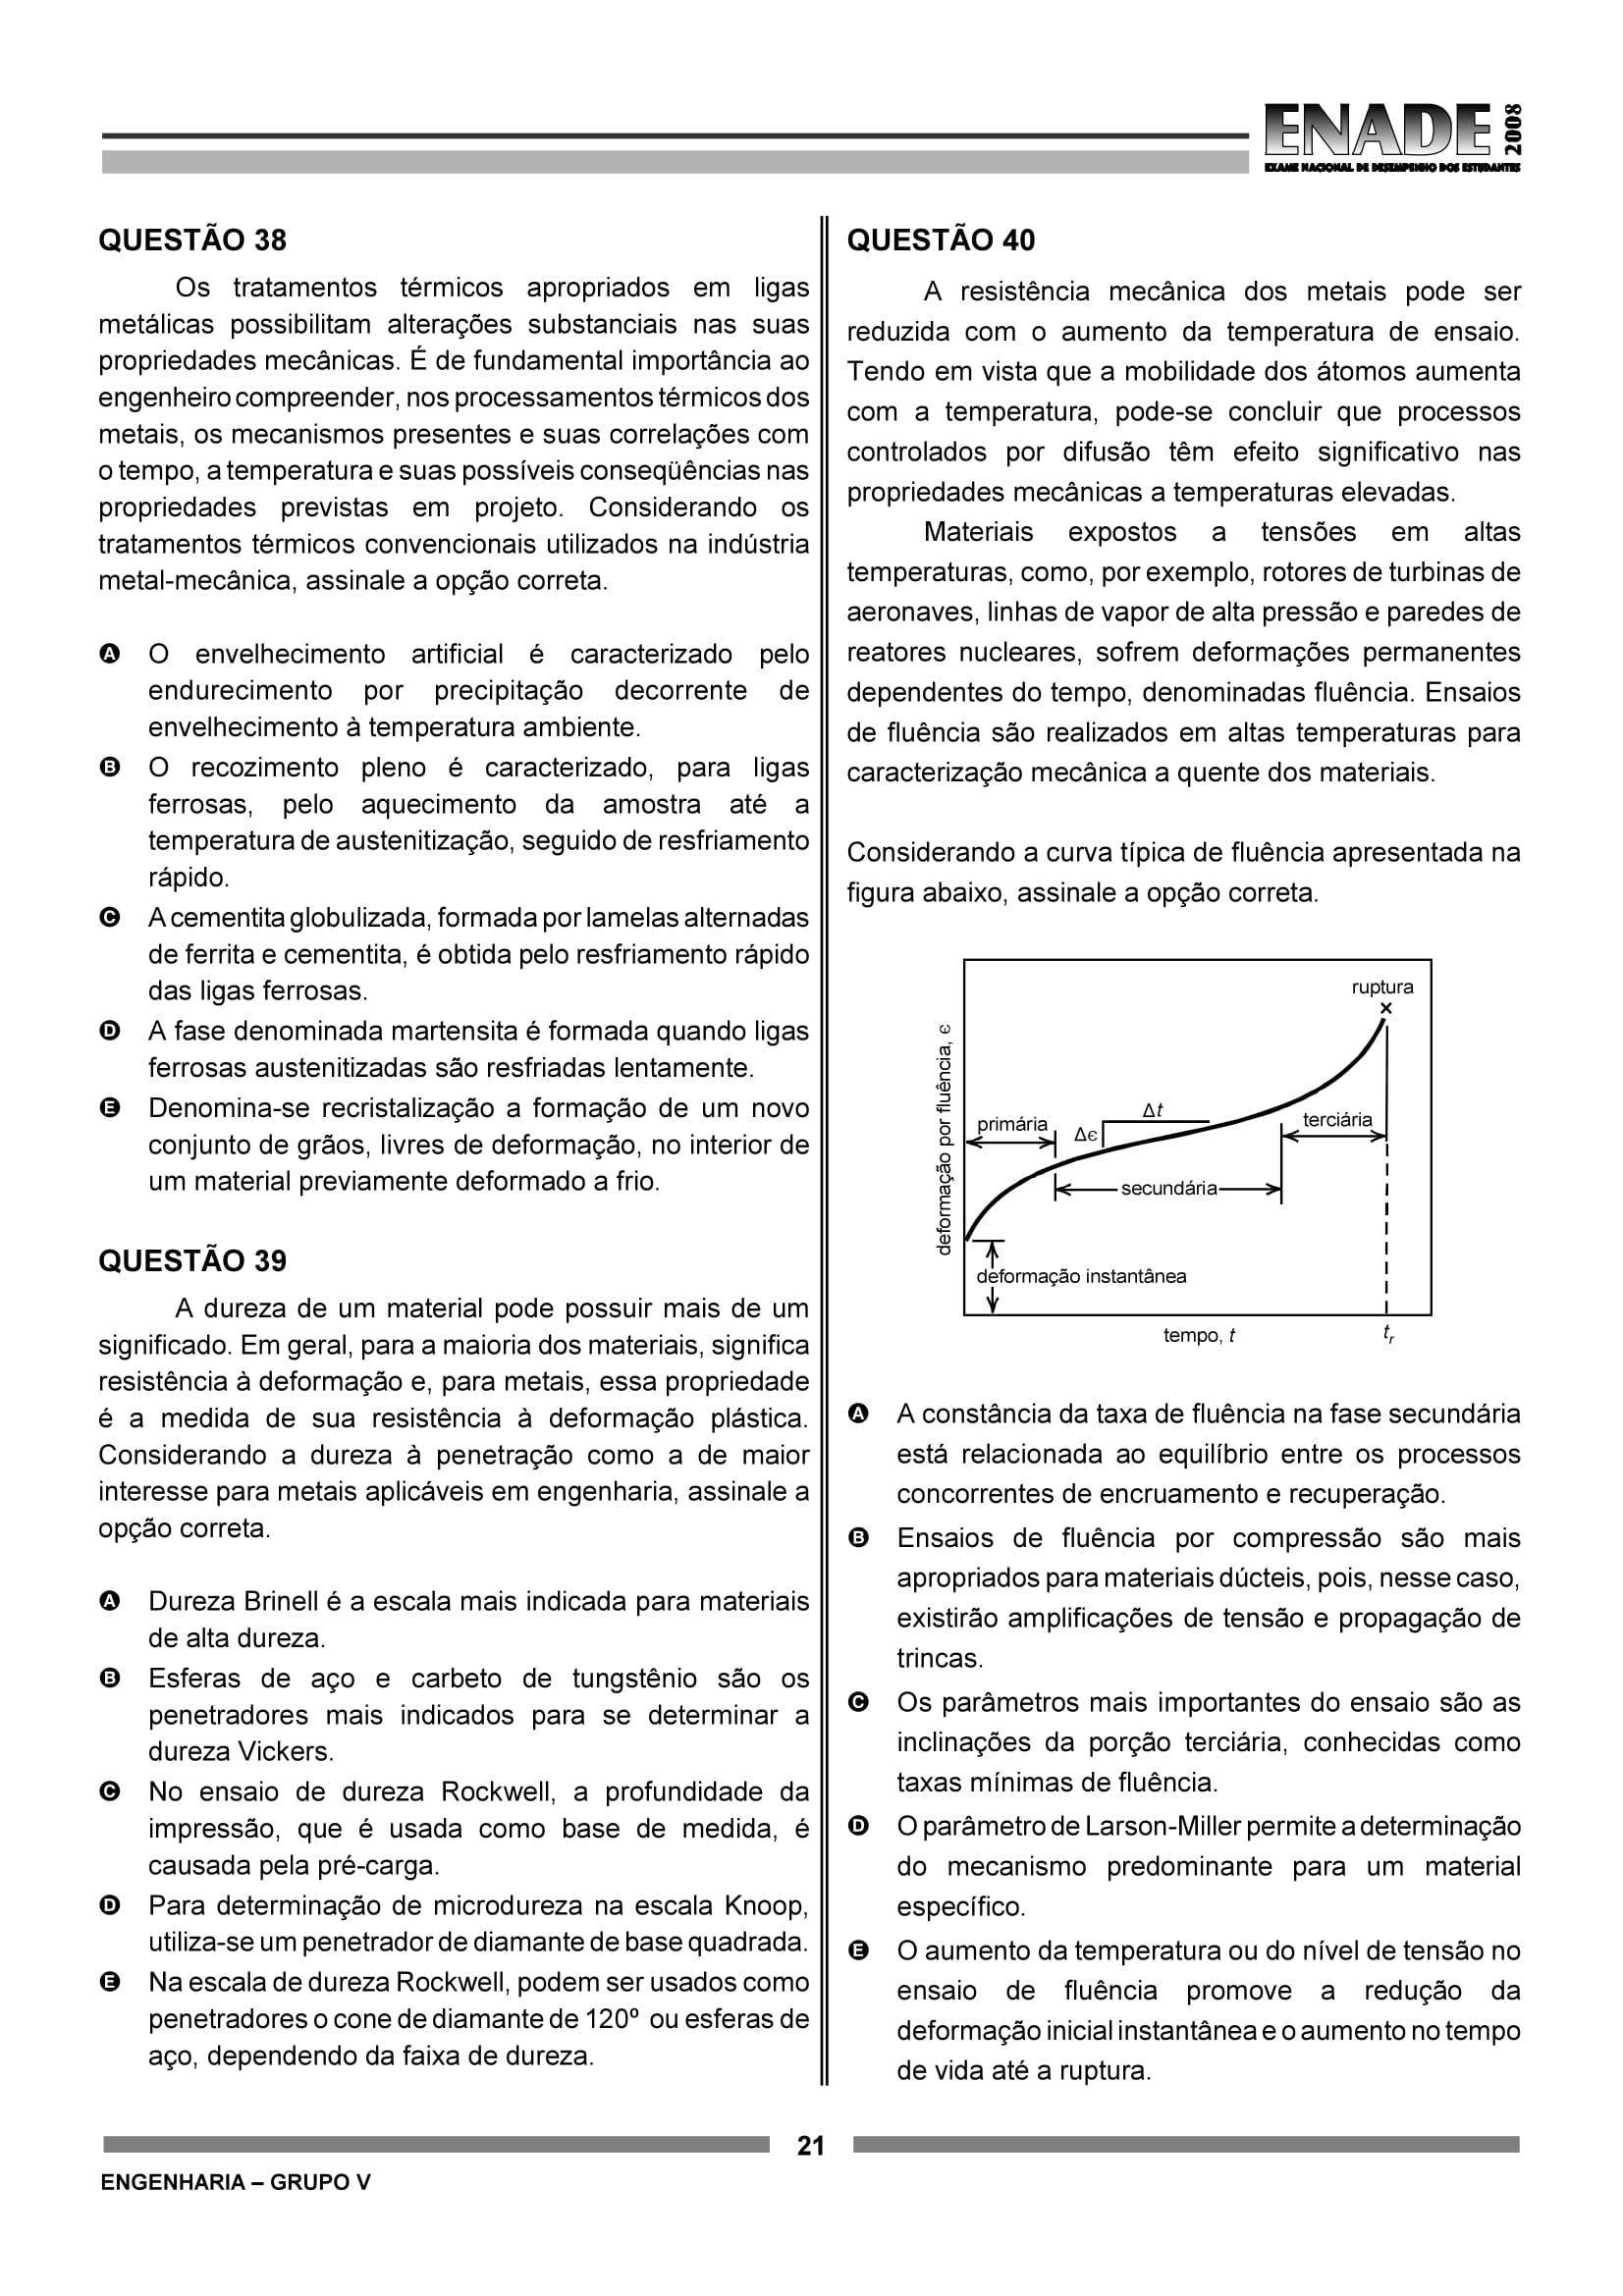 ENADE 2008
EXAME NACIONAL DE DESEMPENHO DOS ESTUDANTES
QUESTÃO 38
Os tratamentos térmicos apropriados em ligas
metálicas possibilitam alterações substanciais nas suas
propriedades mecânicas. É de fundamental importância ao
engenheiro compreender, nos processamentos térmicos dos
metais, os mecanismos presentes e suas correlações com
o tempo, a temperatura e suas possíveis conseqüências nas
propriedades previstas em projeto. Considerando os
tratamentos térmicos convencionais utilizados na indústria
metal-mecânica, assinale a opção correta.
A O envelhecimento artificial é caracterizado pelo
endurecimento por precipitação decorrente de
envelhecimento à temperatura ambiente.
B O recozimento pleno é caracterizado, para ligas
ferrosas, pelo aquecimento da amostra até a
temperatura de austenitização, seguido de resfriamento
rápido.
C A cementita globulizada, formada por lamelas alternadas
de ferrita e cementita, é obtida pelo resfriamento rápido
das ligas ferrosas.
D A fase denominada martensita é formada quando ligas
ferrosas austenitizadas são resfriadas lentamente.
E Denomina-se recristalização a formação de um novo
conjunto de grãos, livres de deformação, no interior de
um material previamente deformado a frio.
QUESTÃO 39
A dureza de um material pode possuir mais de um
significado. Em geral, para a maioria dos materiais, significa
resistência à deformação e, para metais, essa propriedade
é a medida de sua resistência à deformação plástica.
Considerando a dureza à penetração como a de maior
interesse para metais aplicáveis em engenharia, assinale a
opção correta.
A Dureza Brinell é a escala mais indicada para materiais
de alta dureza.
B Esferas de aço e carbeto de tungstênio são os
penetradores mais indicados para se determinar a
dureza Vickers.
C No ensaio de dureza Rockwell, a profundidade da
impressão, que é usada como base de medida, é
causada pela pré-carga.
D Para determinação de microdureza na escala Knoop,
utiliza-se um penetrador de diamante de base quadrada.
E Na escala de dureza Rockwell, podem ser usados como
penetradores o cone de diamante de 120º ou esferas de
aço, dependendo da faixa de dureza.
QUESTÃO 40
A resistência mecânica dos metais pode ser
reduzida com o aumento da temperatura de ensaio.
Tendo em vista que a mobilidade dos átomos aumenta
com a temperatura, pode-se concluir que processos
controlados por difusão têm efeito significativo nas
propriedades mecânicas a temperaturas elevadas.
Materiais expostos a tensões em altas
temperaturas, como, por exemplo, rotores de turbinas de
aeronaves, linhas de vapor de alta pressão e paredes de
reatores nucleares, sofrem deformações permanentes
dependentes do tempo, denominadas fluência. Ensaios
de fluência são realizados em altas temperaturas para
caracterização mecânica a quente dos materiais.
Considerando a curva típica de fluência apresentada na
figura abaixo, assinale a opção correta.
ruptura
deformação por fluência, ϵ
primária
Δϵ
Δt
terciária
secundária
deformação instantânea
tempo, t
tr
A A constância da taxa de fluência na fase secundária
está relacionada ao equilíbrio entre os processos
concorrentes de encruamento e recuperação.
B Ensaios de fluência por compressão são mais
apropriados para materiais dúcteis, pois, nesse caso,
existirão amplificações de tensão e propagação de
trincas.
C Os parâmetros mais importantes do ensaio são as
inclinações da porção terciária, conhecidas como
taxas mínimas de fluência.
D O parâmetro de Larson-Miller permite a determinação
do mecanismo predominante para um material
específico.
E O aumento da temperatura ou do nível de tensão no
ensaio de fluência promove a redução da
deformação inicial instantânea e o aumento no tempo
de vida até a ruptura.
21
ENGENHARIA – GRUPO V